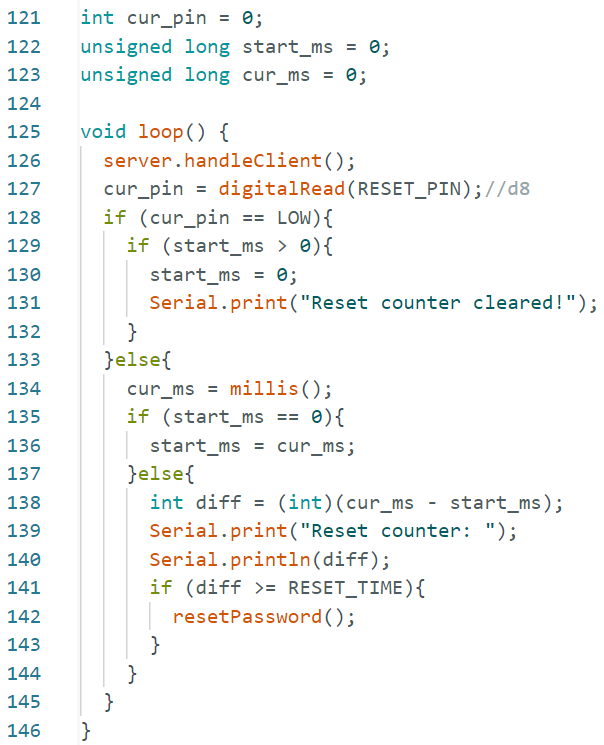 121 int cur_pin = 0;
122 unsigned long start_ms = 0;
123 unsigned long cur_ms = 0;
124
125 void loop() {
126   server.handleClient();
127   cur_pin = digitalRead(RESET_PIN);//d8
128   if (cur_pin == LOW){
129     if (start_ms > 0){
130       start_ms = 0;
131       Serial.print("Reset counter cleared!");
132     }
133   }else{
134     cur_ms = millis();
135     if (start_ms == 0){
136       start_ms = cur_ms;
137     }else{
138       int diff = (int)(cur_ms - start_ms);
139       Serial.print("Reset counter: ");
140       Serial.println(diff);
141       if (diff >= RESET_TIME){
142         resetPassword();
143       }
144     }
145   }
146 }